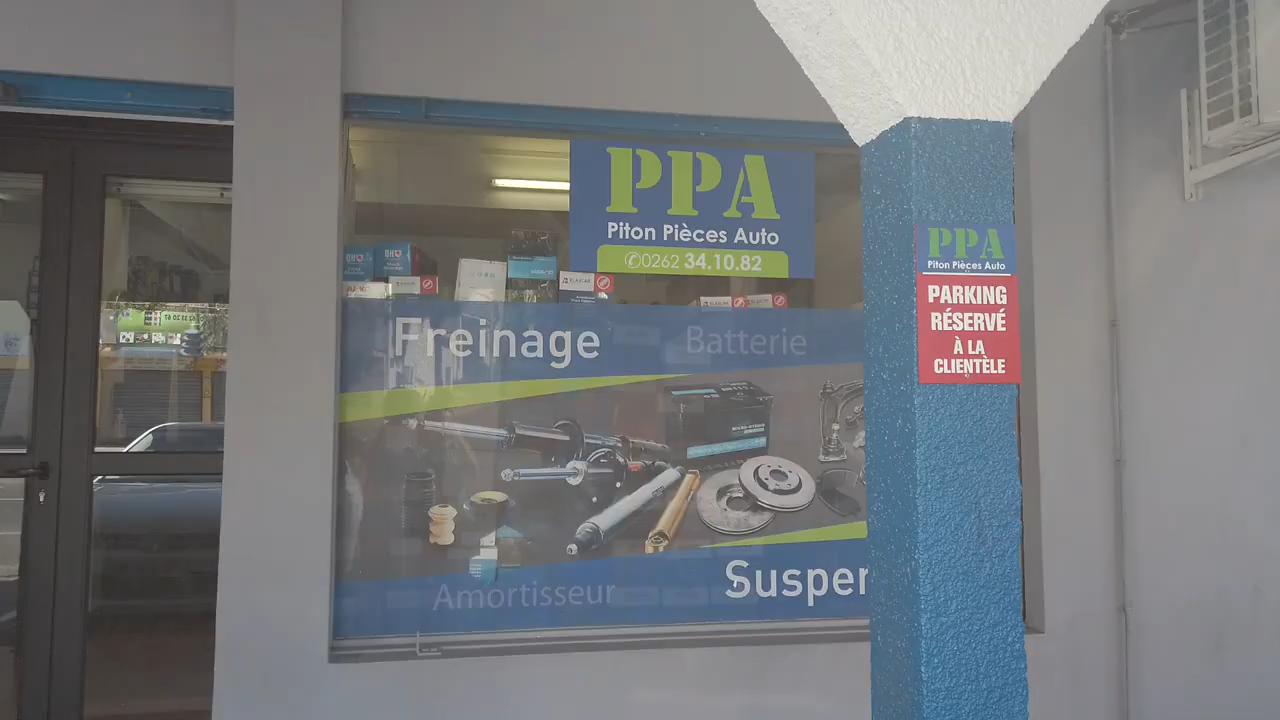 PPA
Piton Pièces Auto
✆0262 34.10.82
Freinage
Batterie
Amortisseur
Suspen
PPA
Piton Pièces Auto
PARKING
RÉSERVÉ
À LA
CLIENTÈLE